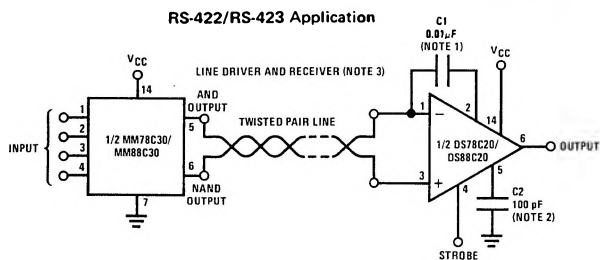 RS-422/RS-423 Application
C1
0.01µF
(NOTE 1)
VCC
14
LINE DRIVER AND RECEIVER (NOTE 3)
VCC
14
AND
OUTPUT
TWISTED PAIR LINE
INPUT
1
2
3
4
1/2 MM78C30/
MM88C30
5
6
NAND
OUTPUT
7
1
−
2
3
+
1/2 DS78C20/
DS88C20
6
OUTPUT
4
5
C2
100 pF
(NOTE 2)
STROBE